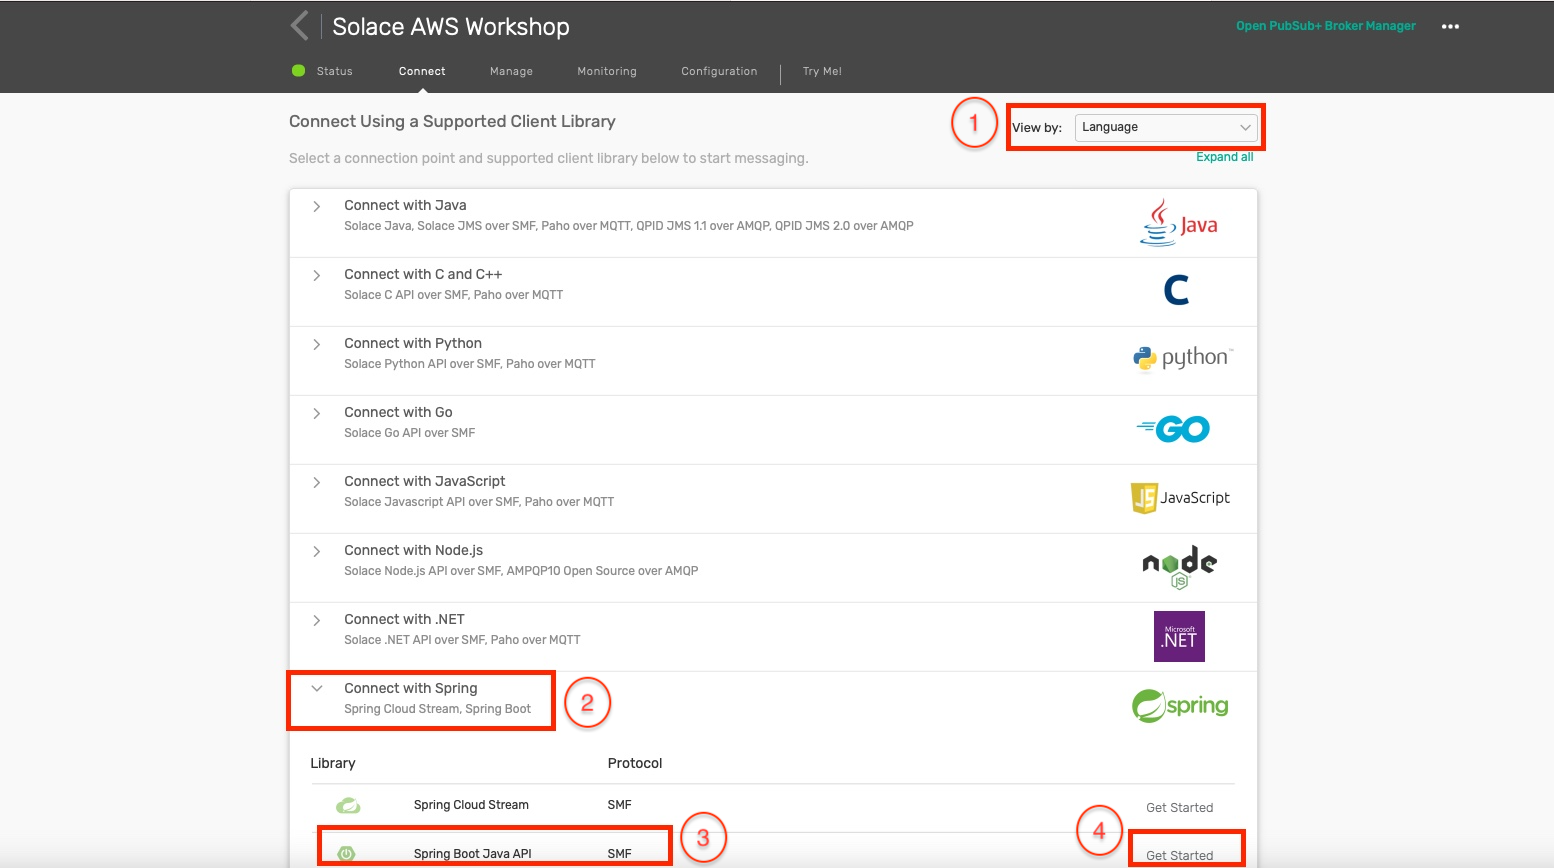 Solace AWS Workshop
Open PubSub+ Broker Manager
Status Connect Manage Monitoring Configuration Try Me!
Connect Using a Supported Client Library
1
View by: Language
Select a connection point and supported client library below to start messaging.
Expand all
Connect with Java
Solace Java, Solace JMS over SMF, Paho over MQTT, QPID JMS 1.1 over AMQP, QPID JMS 2.0 over AMQP
Java
Connect with C and C++
Solace C API over SMF, Paho over MQTT
C
Connect with Python
Solace Python API over SMF, Paho over MQTT
python™
Connect with Go
Solace Go API over SMF
GO
Connect with JavaScript
Solace Javascript API over SMF, Paho over MQTT
JS JavaScript
Connect with Node.js
Solace Node.js API over SMF, AMPQP10 Open Source over AMQP
node
JS
Connect with .NET
Solace .NET API over SMF, Paho over MQTT
Microsoft
.NET
Connect with Spring
Spring Cloud Stream, Spring Boot
2
spring
Library Protocol
Spring Cloud Stream SMF Get Started
3
4
Spring Boot Java API SMF Get Started